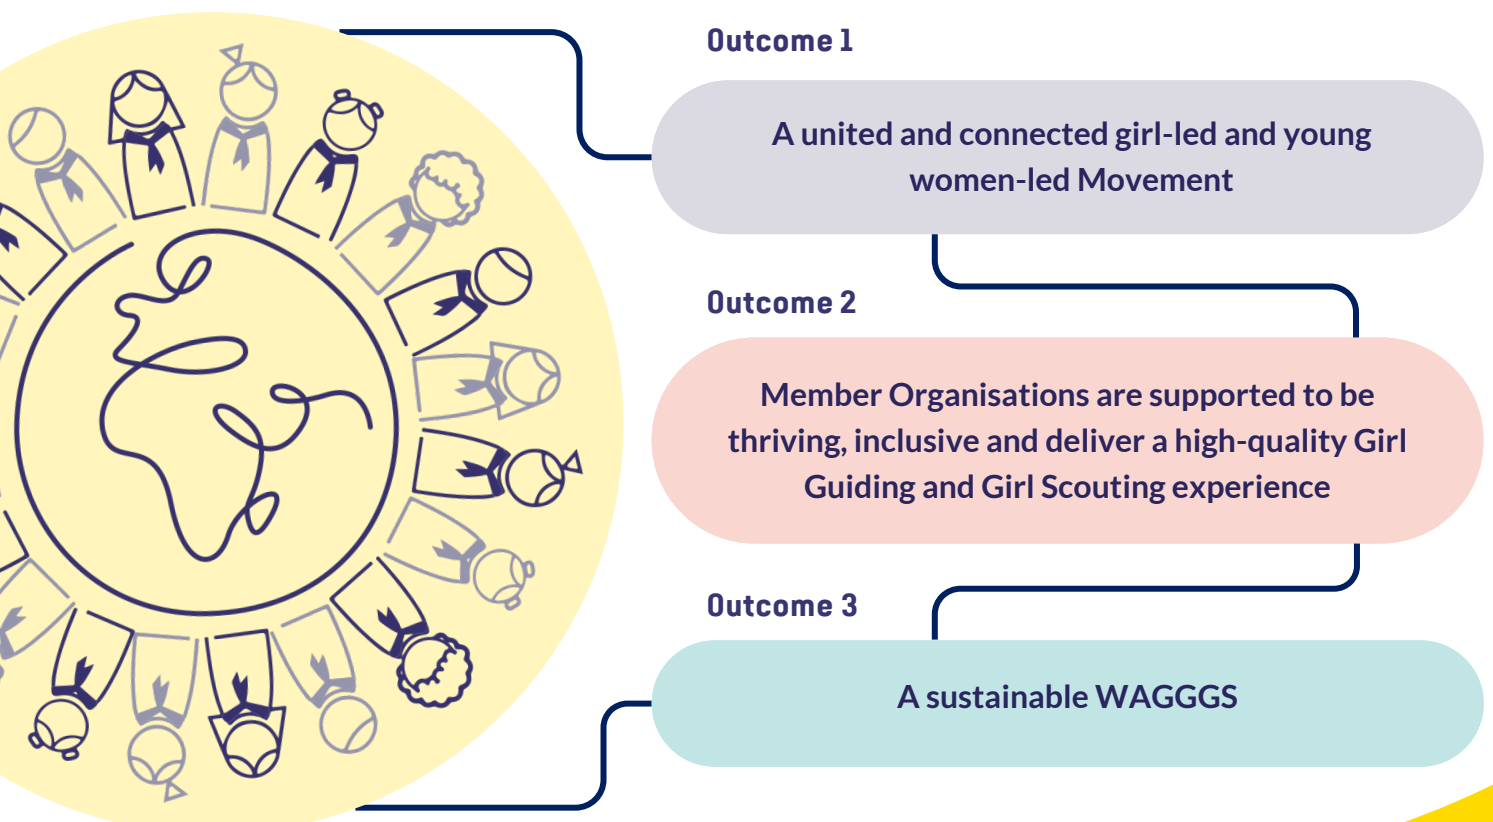 Outcome 1
A united and connected girl-led and young
women-led Movement
Outcome 2
Member Organisations are supported to be
thriving, inclusive and deliver a high-quality Girl
Guiding and Girl Scouting experience
Outcome 3
A sustainable WAGGGS